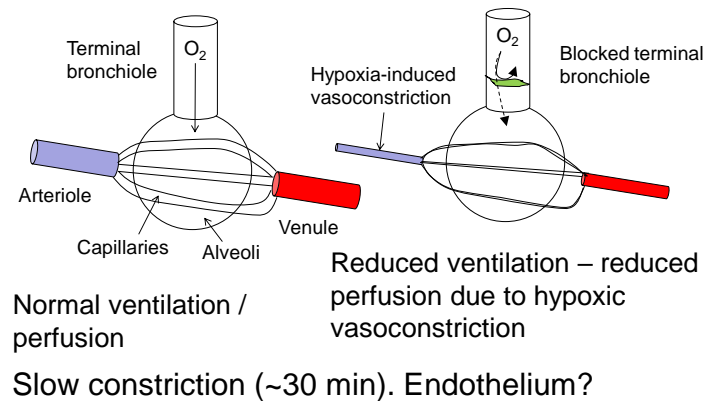 Terminal
bronchiole
O2
Arteriole
Capillaries
Alveoli
Venule
Normal ventilation /
perfusion
O2
Blocked terminal
bronchiole
Hypoxia-induced
vasoconstriction
Reduced ventilation – reduced
perfusion due to hypoxic
vasoconstriction
Slow constriction (~30 min). Endothelium?